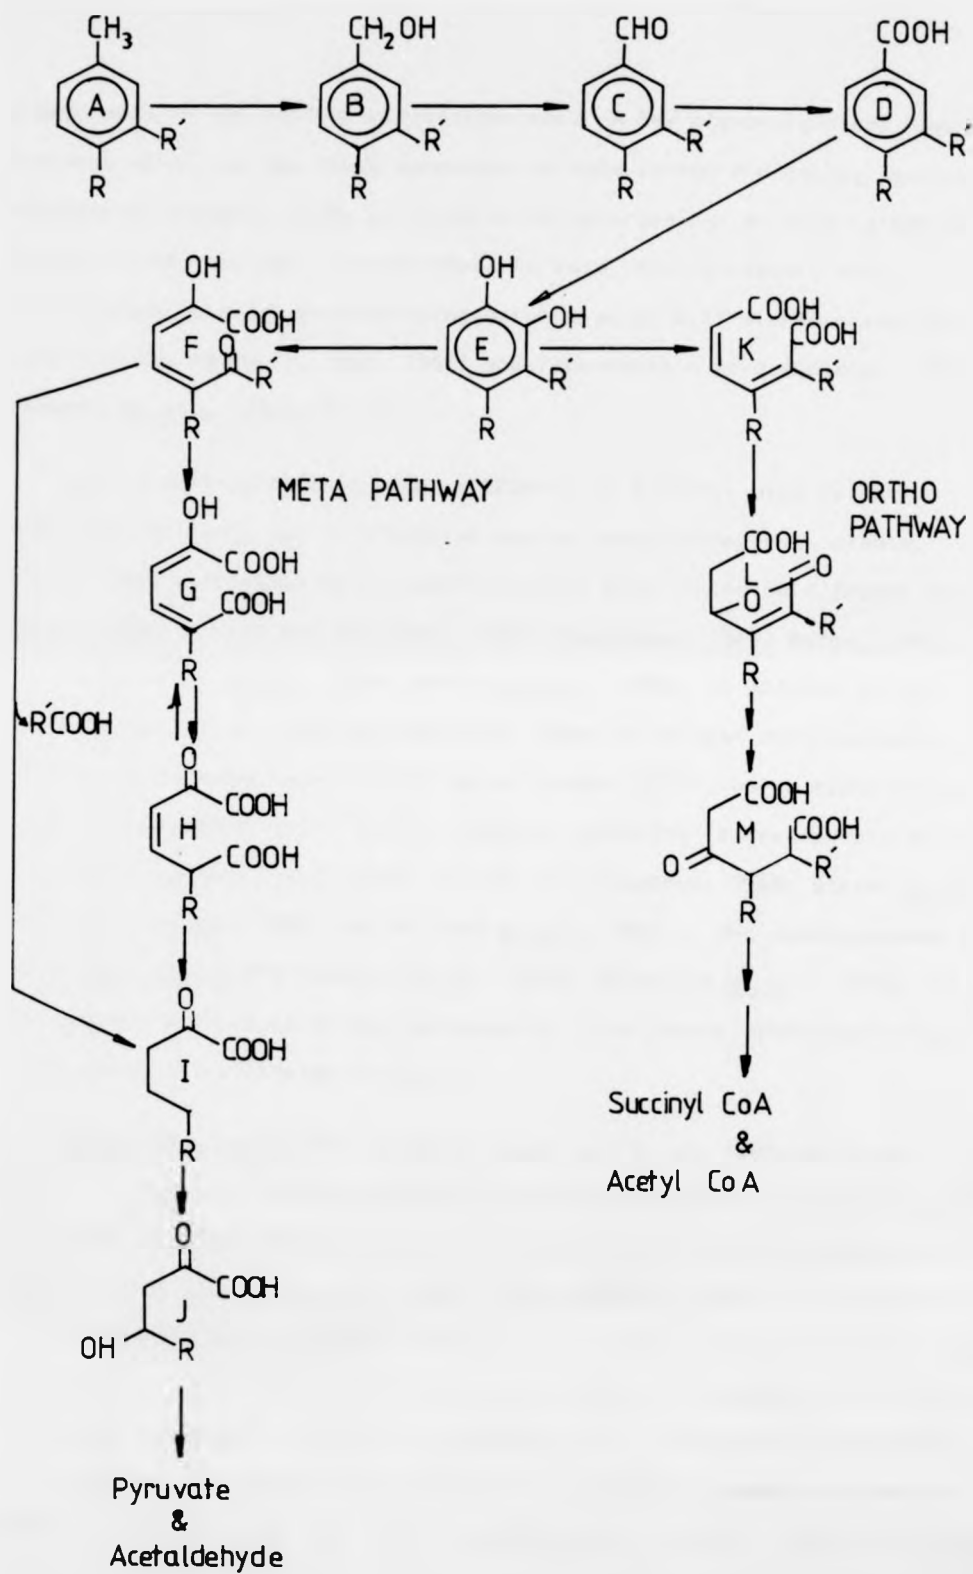 CH₃
CH₂OH
CHO
COOH
A
B
C
D
R′
R′
R′
R′
R
R
R
R
OH
OH
COOH
COOH
F
O
COOH
OH
E
K
R′
R′
R′
R
R
R
META PATHWAY
ORTHO
PATHWAY
OH
COOH
G
COOH
R
COOH
L
O
O
R′
R
R′COOH
O
COOH
H
COOH
R
COOH
M
COOH
O
R′
R
O
COOH
I
R
Succinyl CoA
&
Acetyl CoA
O
COOH
J
OH
R
Pyruvate
&
Acetaldehyde